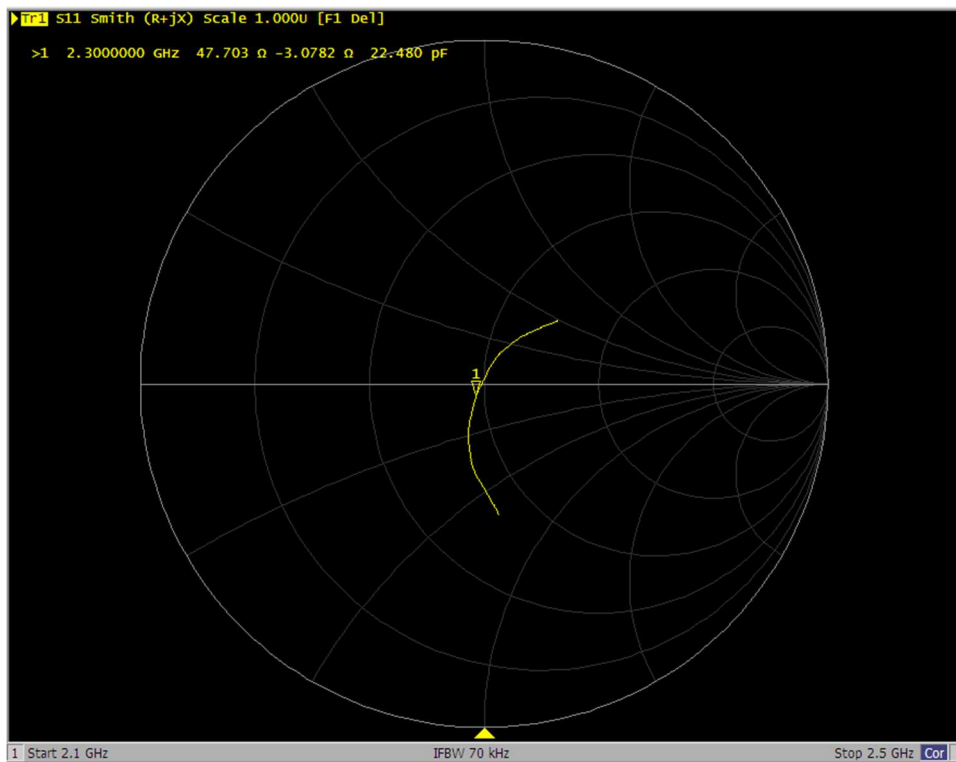 Tr1 S11 Smith (R+jX) Scale 1.000U [F1 Del]
>1 2.3000000 GHz 47.703 Ω -3.0782 Ω 22.480 pF
1
1 Start 2.1 GHz IFBW 70 kHz Stop 2.5 GHz Cor